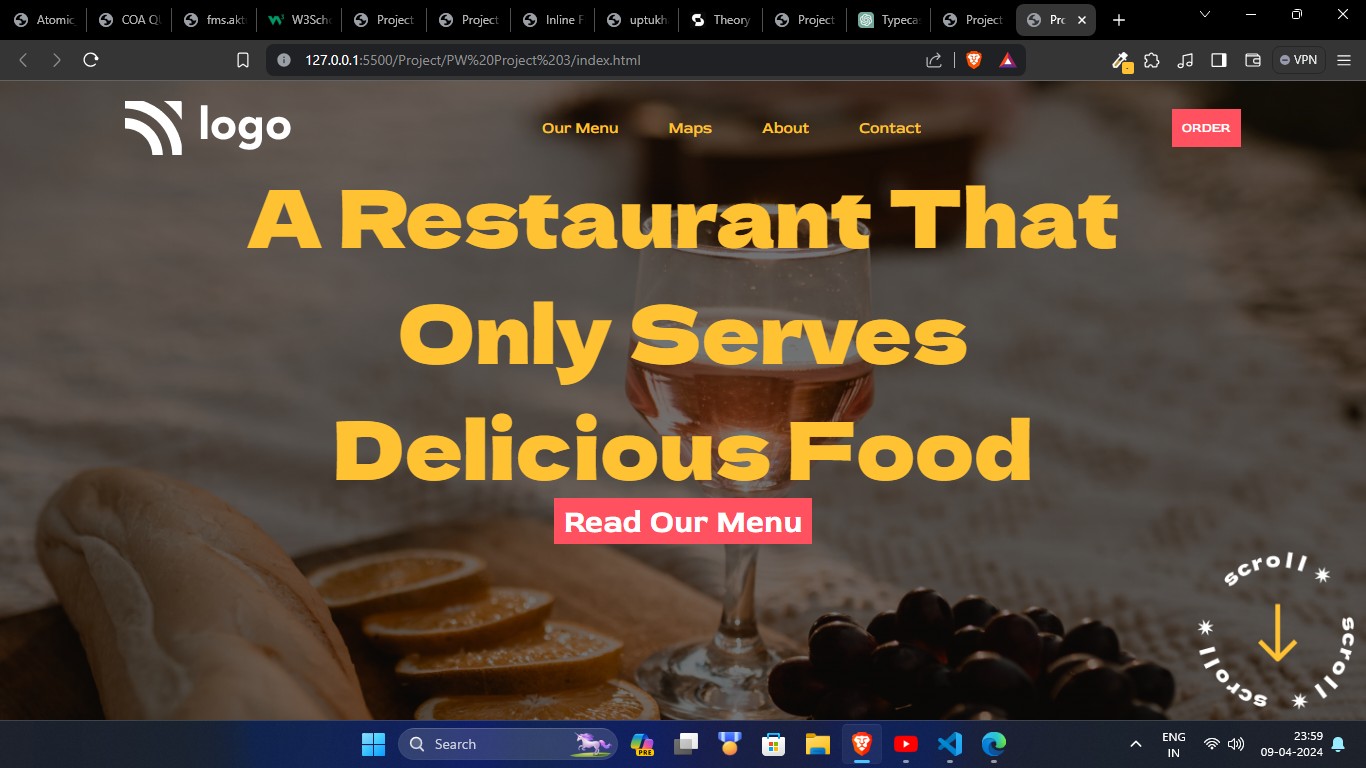 Atomic
COA QU
fms.akt
W3Scho
Project
Project
Inline F
uptukh
Theory
Project
Typeca
Project
Pro
127.0.0.1:5500/Project/PW%20Project%203/index.html
VPN
logo
Our Menu
Maps
About
Contact
ORDER
A Restaurant That
Only Serves
Delicious Food
Read Our Menu
scroll
scroll
scroll
Search
PRE
ENG
IN
23:59
09-04-2024